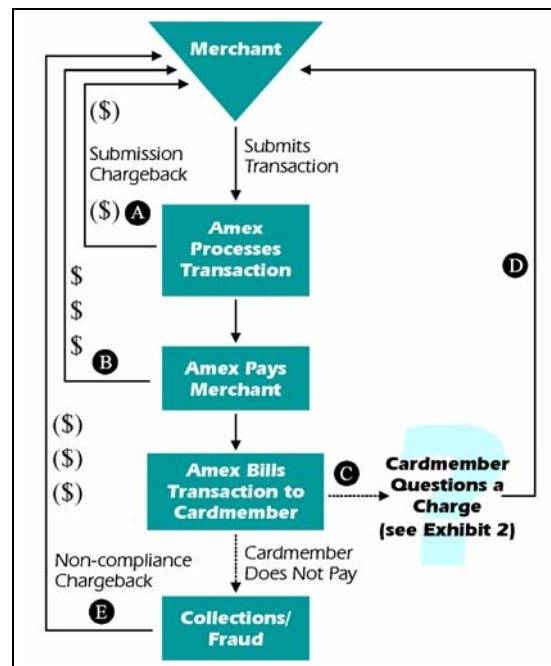 Merchant
($)
Submission
Chargeback
Submits
Transaction
($) A
Amex
Processes
Transaction
D
$
$
$
B
Amex Pays
Merchant
($)
($)
($)
Amex Bills
Transaction to
Cardmember
C
?
Cardmember
Questions a
Charge
(see Exhibit 2)
Non-compliance
Chargeback
E
Cardmember
Does Not Pay
Collections/
Fraud